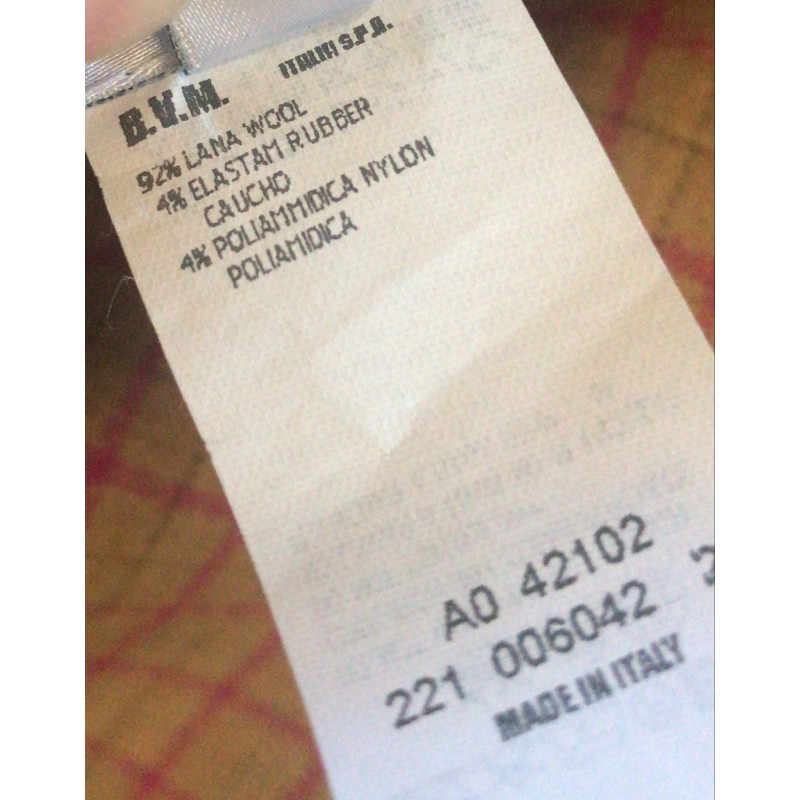 B.V.M. ITALIA S.P.A.
92% LANA WOOL
4% ELASTAM RUBBER
CAUCHO
4% POLIAMMIDICA NYLON
POLIAMIDICA
A0 42102
221 006042 2
MADE IN ITALY